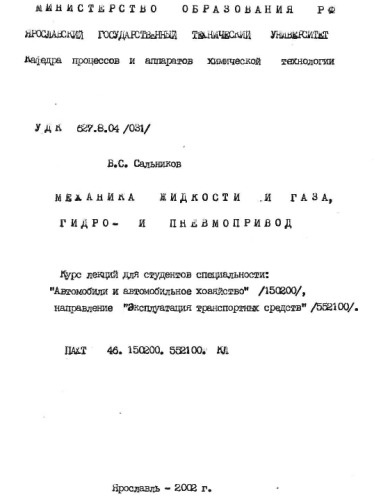 МИНИСТЕРСТВО ОБРАЗОВАНИЯ РФ
ЯРОСЛАВСКИЙ ГОСУДАРСТВЕННЫЙ ТЕХНИЧЕСКИЙ УНИВЕРСИТЕТ
Кафедра процессов и аппаратов химической технологии
УДК 627.8.04 /031/
В.С. Сальников
МЕХАНИКА ЖИДКОСТИ И ГАЗА,
ГИДРО- И ПНЕВМОПРИВОД
Курс лекций для студентов специальности:
"Автомобили и автомобильное хозяйство" /150200/,
направление "Эксплуатация транспортных средств" /552100/.
ПАХТ 46. 150200. 552100. КЛ
Ярославль - 2002 г.